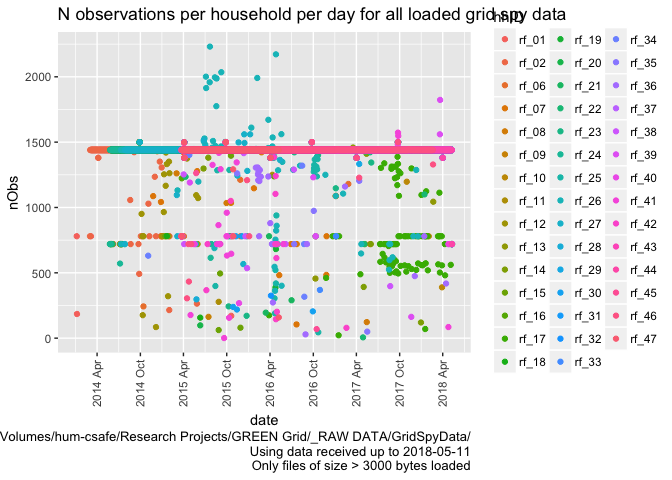 N observations per household per day for all loaded grid spy data
hhID
nObs
2000
1500
1000
500
0
2014 Apr
2014 Oct
2015 Apr
2015 Oct
2016 Apr
2016 Oct
2017 Apr
2017 Oct
2018 Apr
date
rf_01
rf_02
rf_06
rf_07
rf_08
rf_09
rf_10
rf_11
rf_12
rf_13
rf_14
rf_15
rf_16
rf_17
rf_18
rf_19
rf_20
rf_21
rf_22
rf_23
rf_24
rf_25
rf_26
rf_27
rf_28
rf_29
rf_30
rf_31
rf_32
rf_33
rf_34
rf_35
rf_36
rf_37
rf_38
rf_39
rf_40
rf_41
rf_42
rf_43
rf_44
rf_45
rf_46
rf_47
Volumes/hum-csafe/Research Projects/GREEN Grid/_RAW DATA/GridSpyData/
Using data received up to 2018-05-11
Only files of size > 3000 bytes loaded